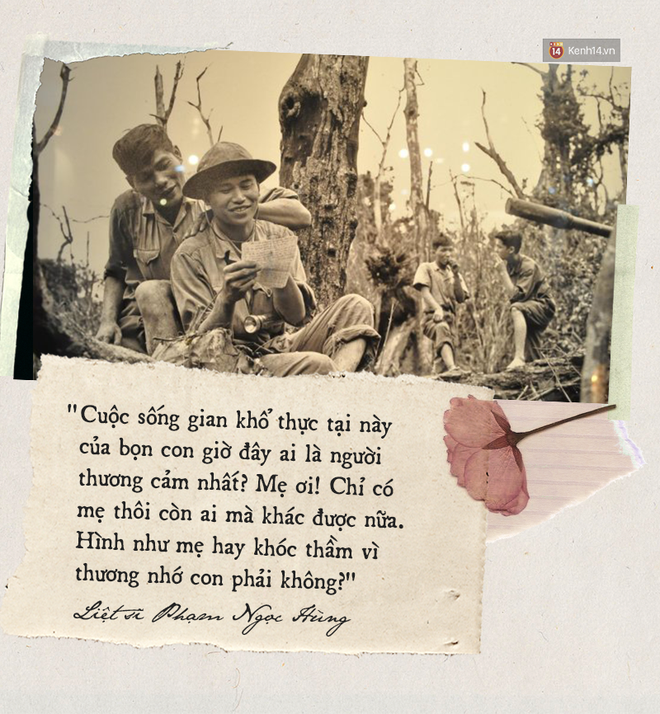 14
Kenh14.vn
"Cuộc sống gian khổ thực tại này
của bọn con giờ đây ai là người
thương cảm nhất? Mẹ ơi! Chỉ có
mẹ thôi còn ai mà khác được nữa.
Hình như mẹ hay khóc thầm vì
thương nhớ con phải không?"
Liệt sĩ Phạm Ngọc Hùng